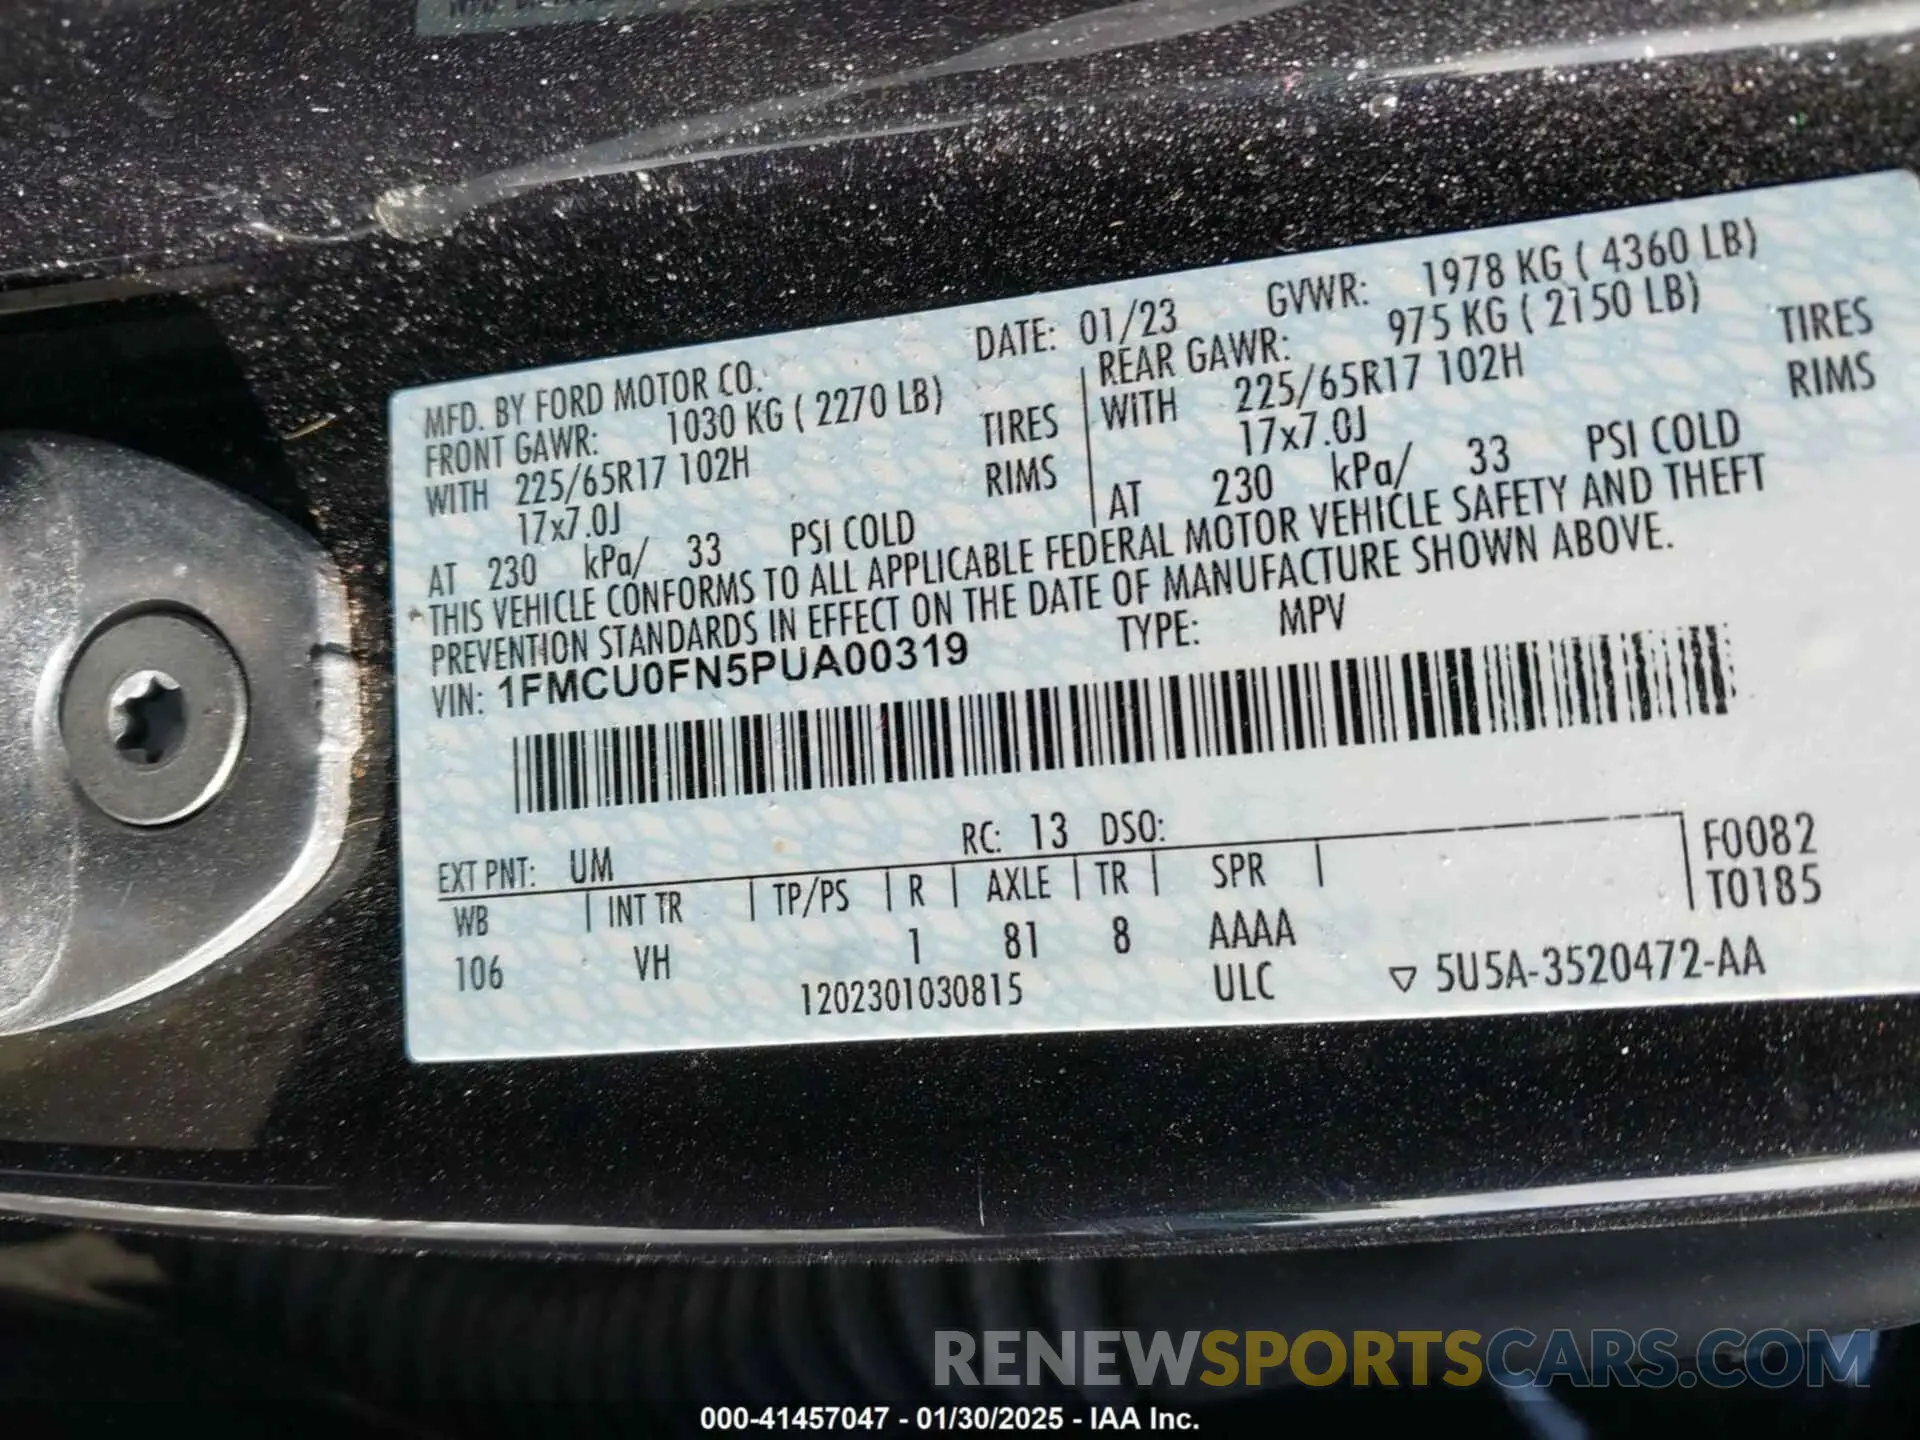 MFD. BY FORD MOTOR CO. DATE: 01/23 GVWR: 1978 KG ( 4360 LB)
FRONT GAWR: 1030 KG ( 2270 LB) REAR GAWR: 975 KG ( 2150 LB)
WITH 225/65R17 102H TIRES WITH 225/65R17 102H TIRES
17x7.0J RIMS 17x7.0J RIMS
AT 230 kPa/ 33 PSI COLD AT 230 kPa/ 33 PSI COLD
THIS VEHICLE CONFORMS TO ALL APPLICABLE FEDERAL MOTOR VEHICLE SAFETY AND THEFT
PREVENTION STANDARDS IN EFFECT ON THE DATE OF MANUFACTURE SHOWN ABOVE.
VIN: 1FMCU0FN5PUA00319 TYPE: MPV
EXT PNT: UM RC: 13 DSO:
WB INT TR TP/PS R AXLE TR SPR F0082
106 VH 1 81 8 AAAA T0185
1202301030815 ULC 5U5A-3520472-AA
RENEWSPORTSCARS.COM
000-41457047 - 01/30/2025 - IAA Inc.